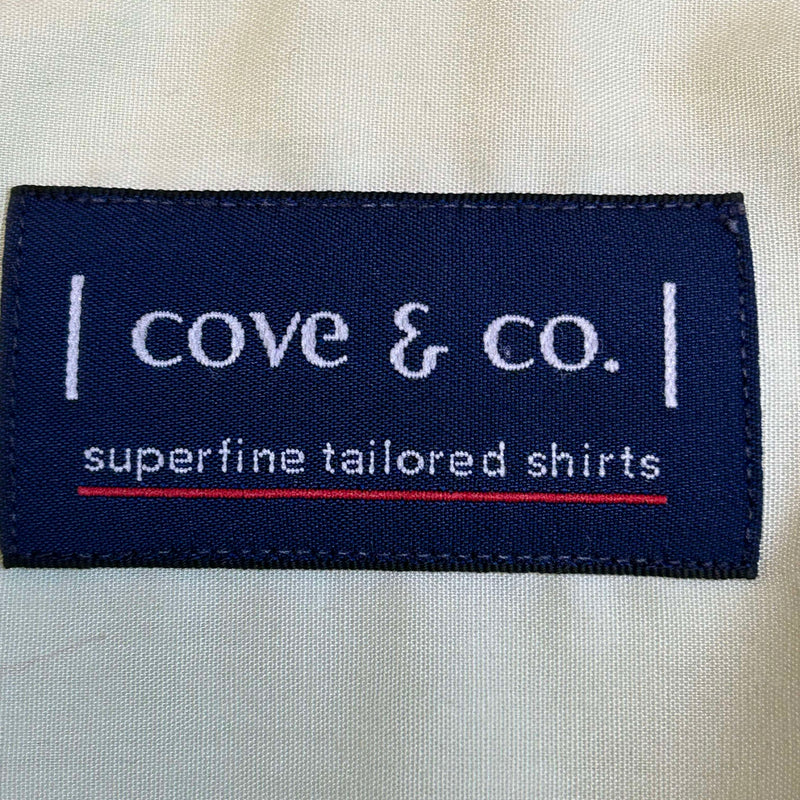 | cove & co. |
superfine tailored shirts